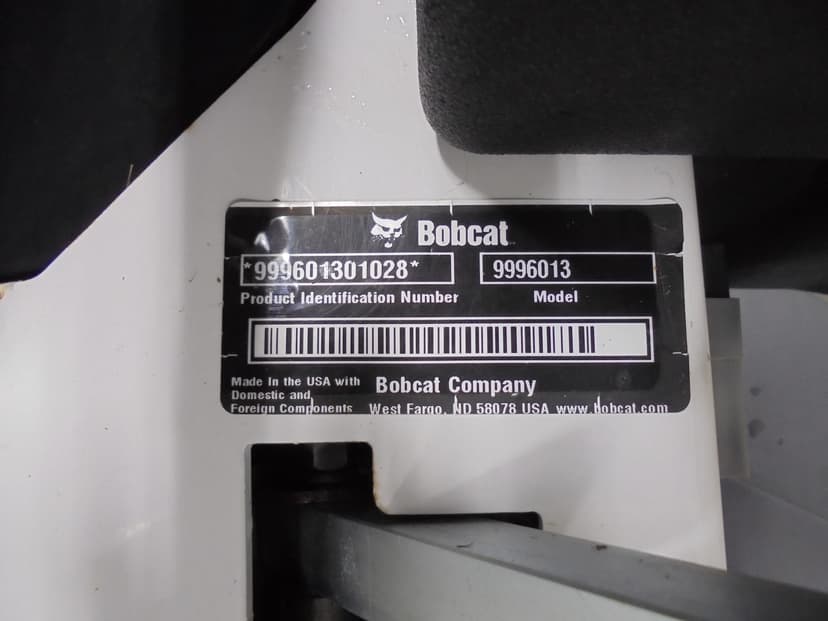 Bobcat
*999601301028* 9996013
Product Identification Number Model
Made In the USA with
Domestic and
Foreign Components
Bobcat Company
West Fargo, ND 58078 USA www.bobcat.com